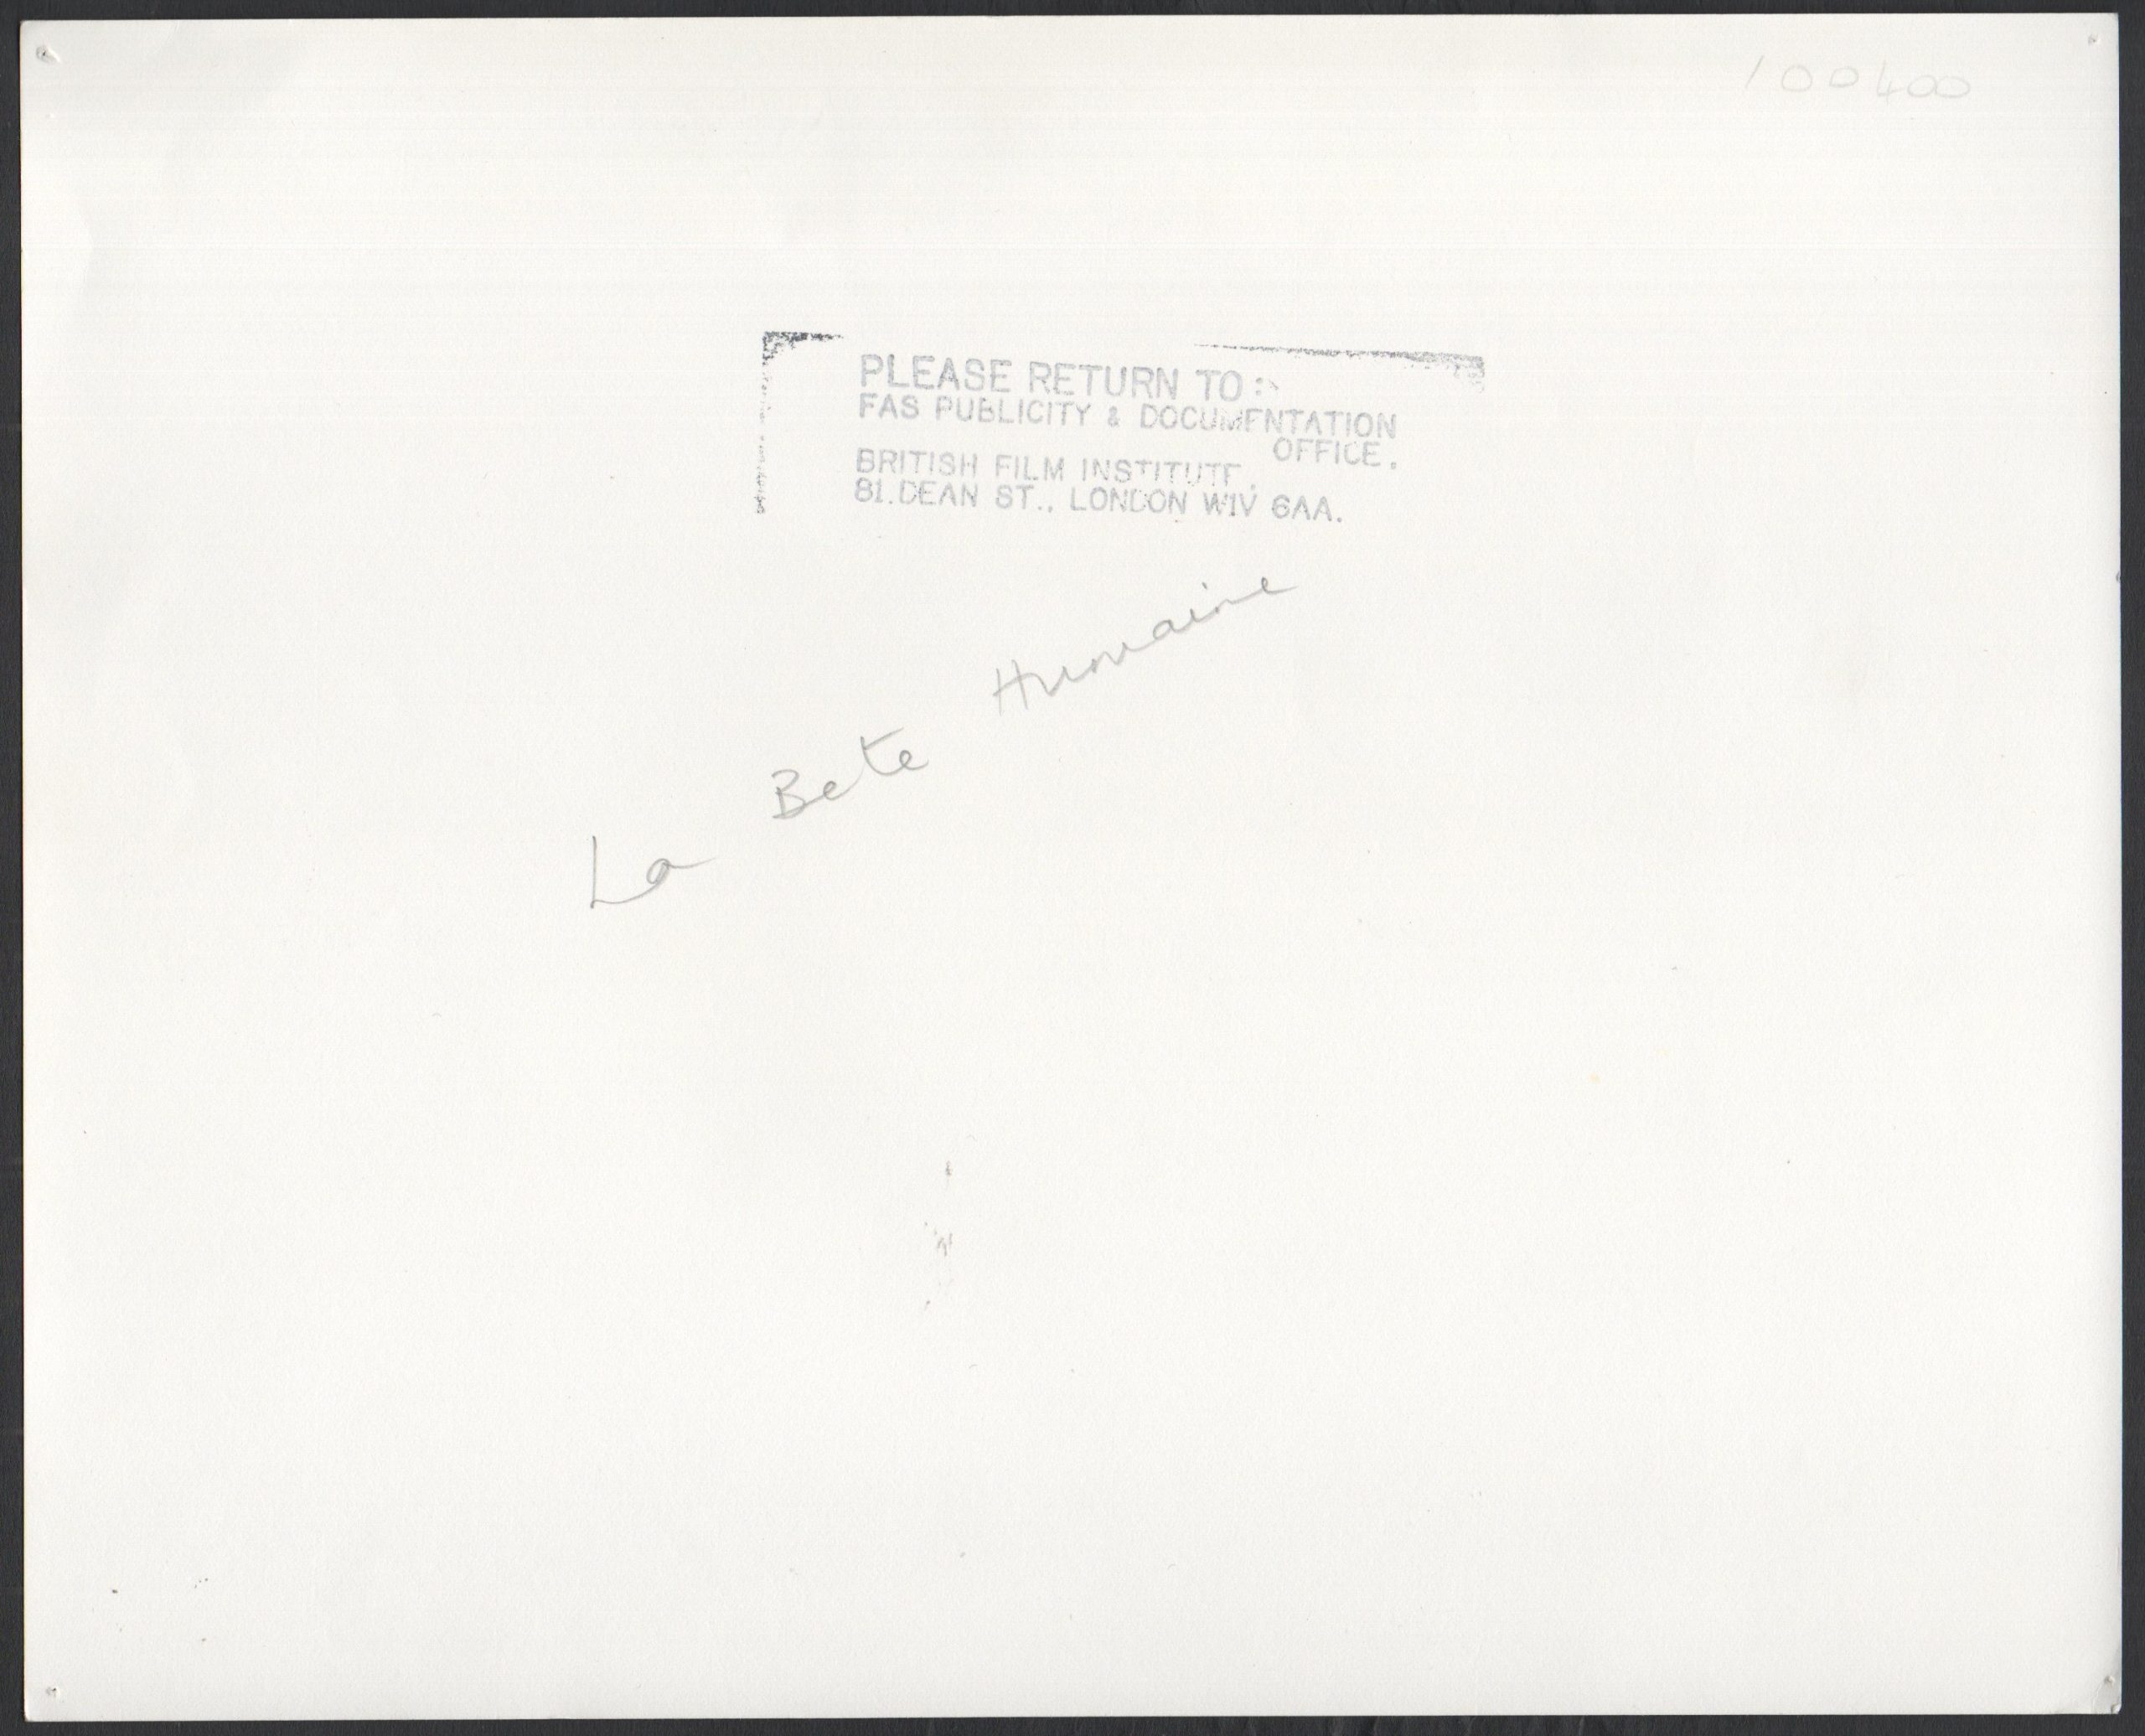 100400
PLEASE RETURN TO :-
FAS PUBLICITY & DOCUMENTATION
OFFICE.
BRITISH FILM INSTITUTE.
81. DEAN ST., LONDON W1V 6AA.
La Bete Humaine